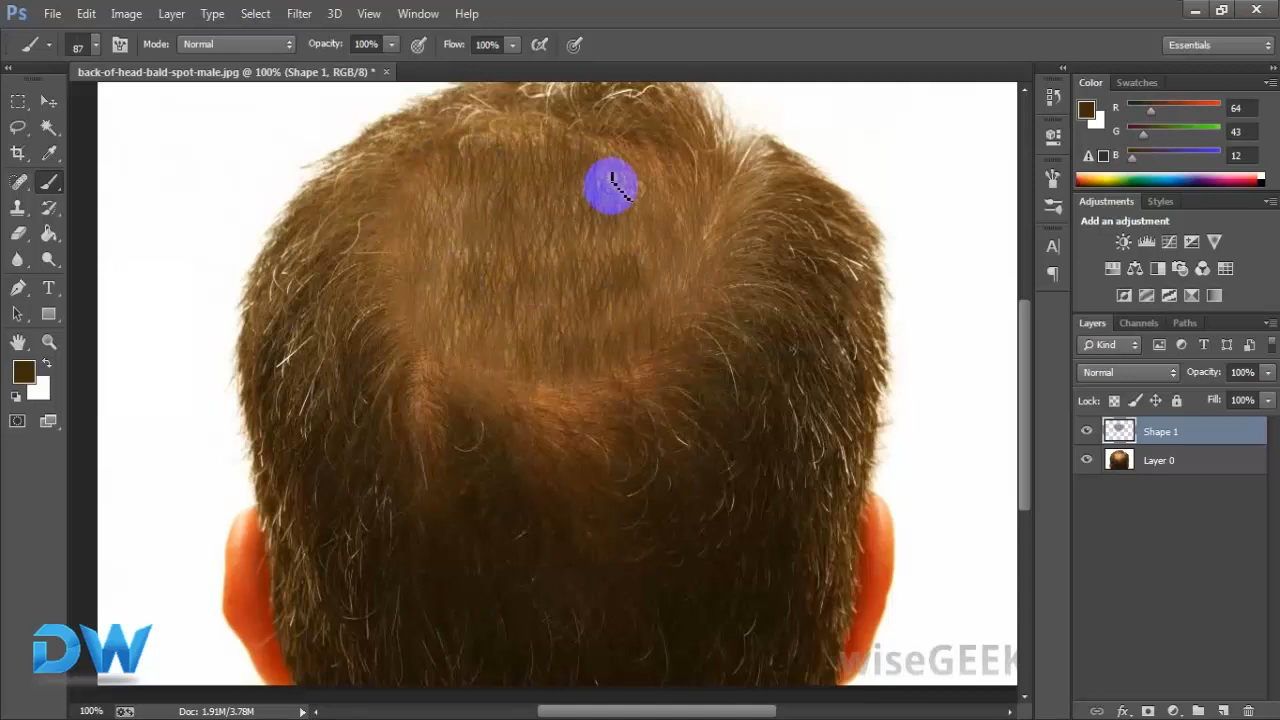 Ps File Edit Image Layer Type Select Filter 3D View Window Help
87 Mode: Normal Opacity: 100% Flow: 100% Essentials
back-of-head-bald-spot-male.jpg @ 100% (Shape 1, RGB/8) * ×
Color Swatches
R 64
G 43
B 12
Adjustments Styles
Add an adjustment
Layers Channels Paths
Kind
Normal Opacity: 100%
Lock: Fill: 100%
Shape 1
Layer 0
DW
wiseGEEK
100% Doc: 1.91M/3.78M